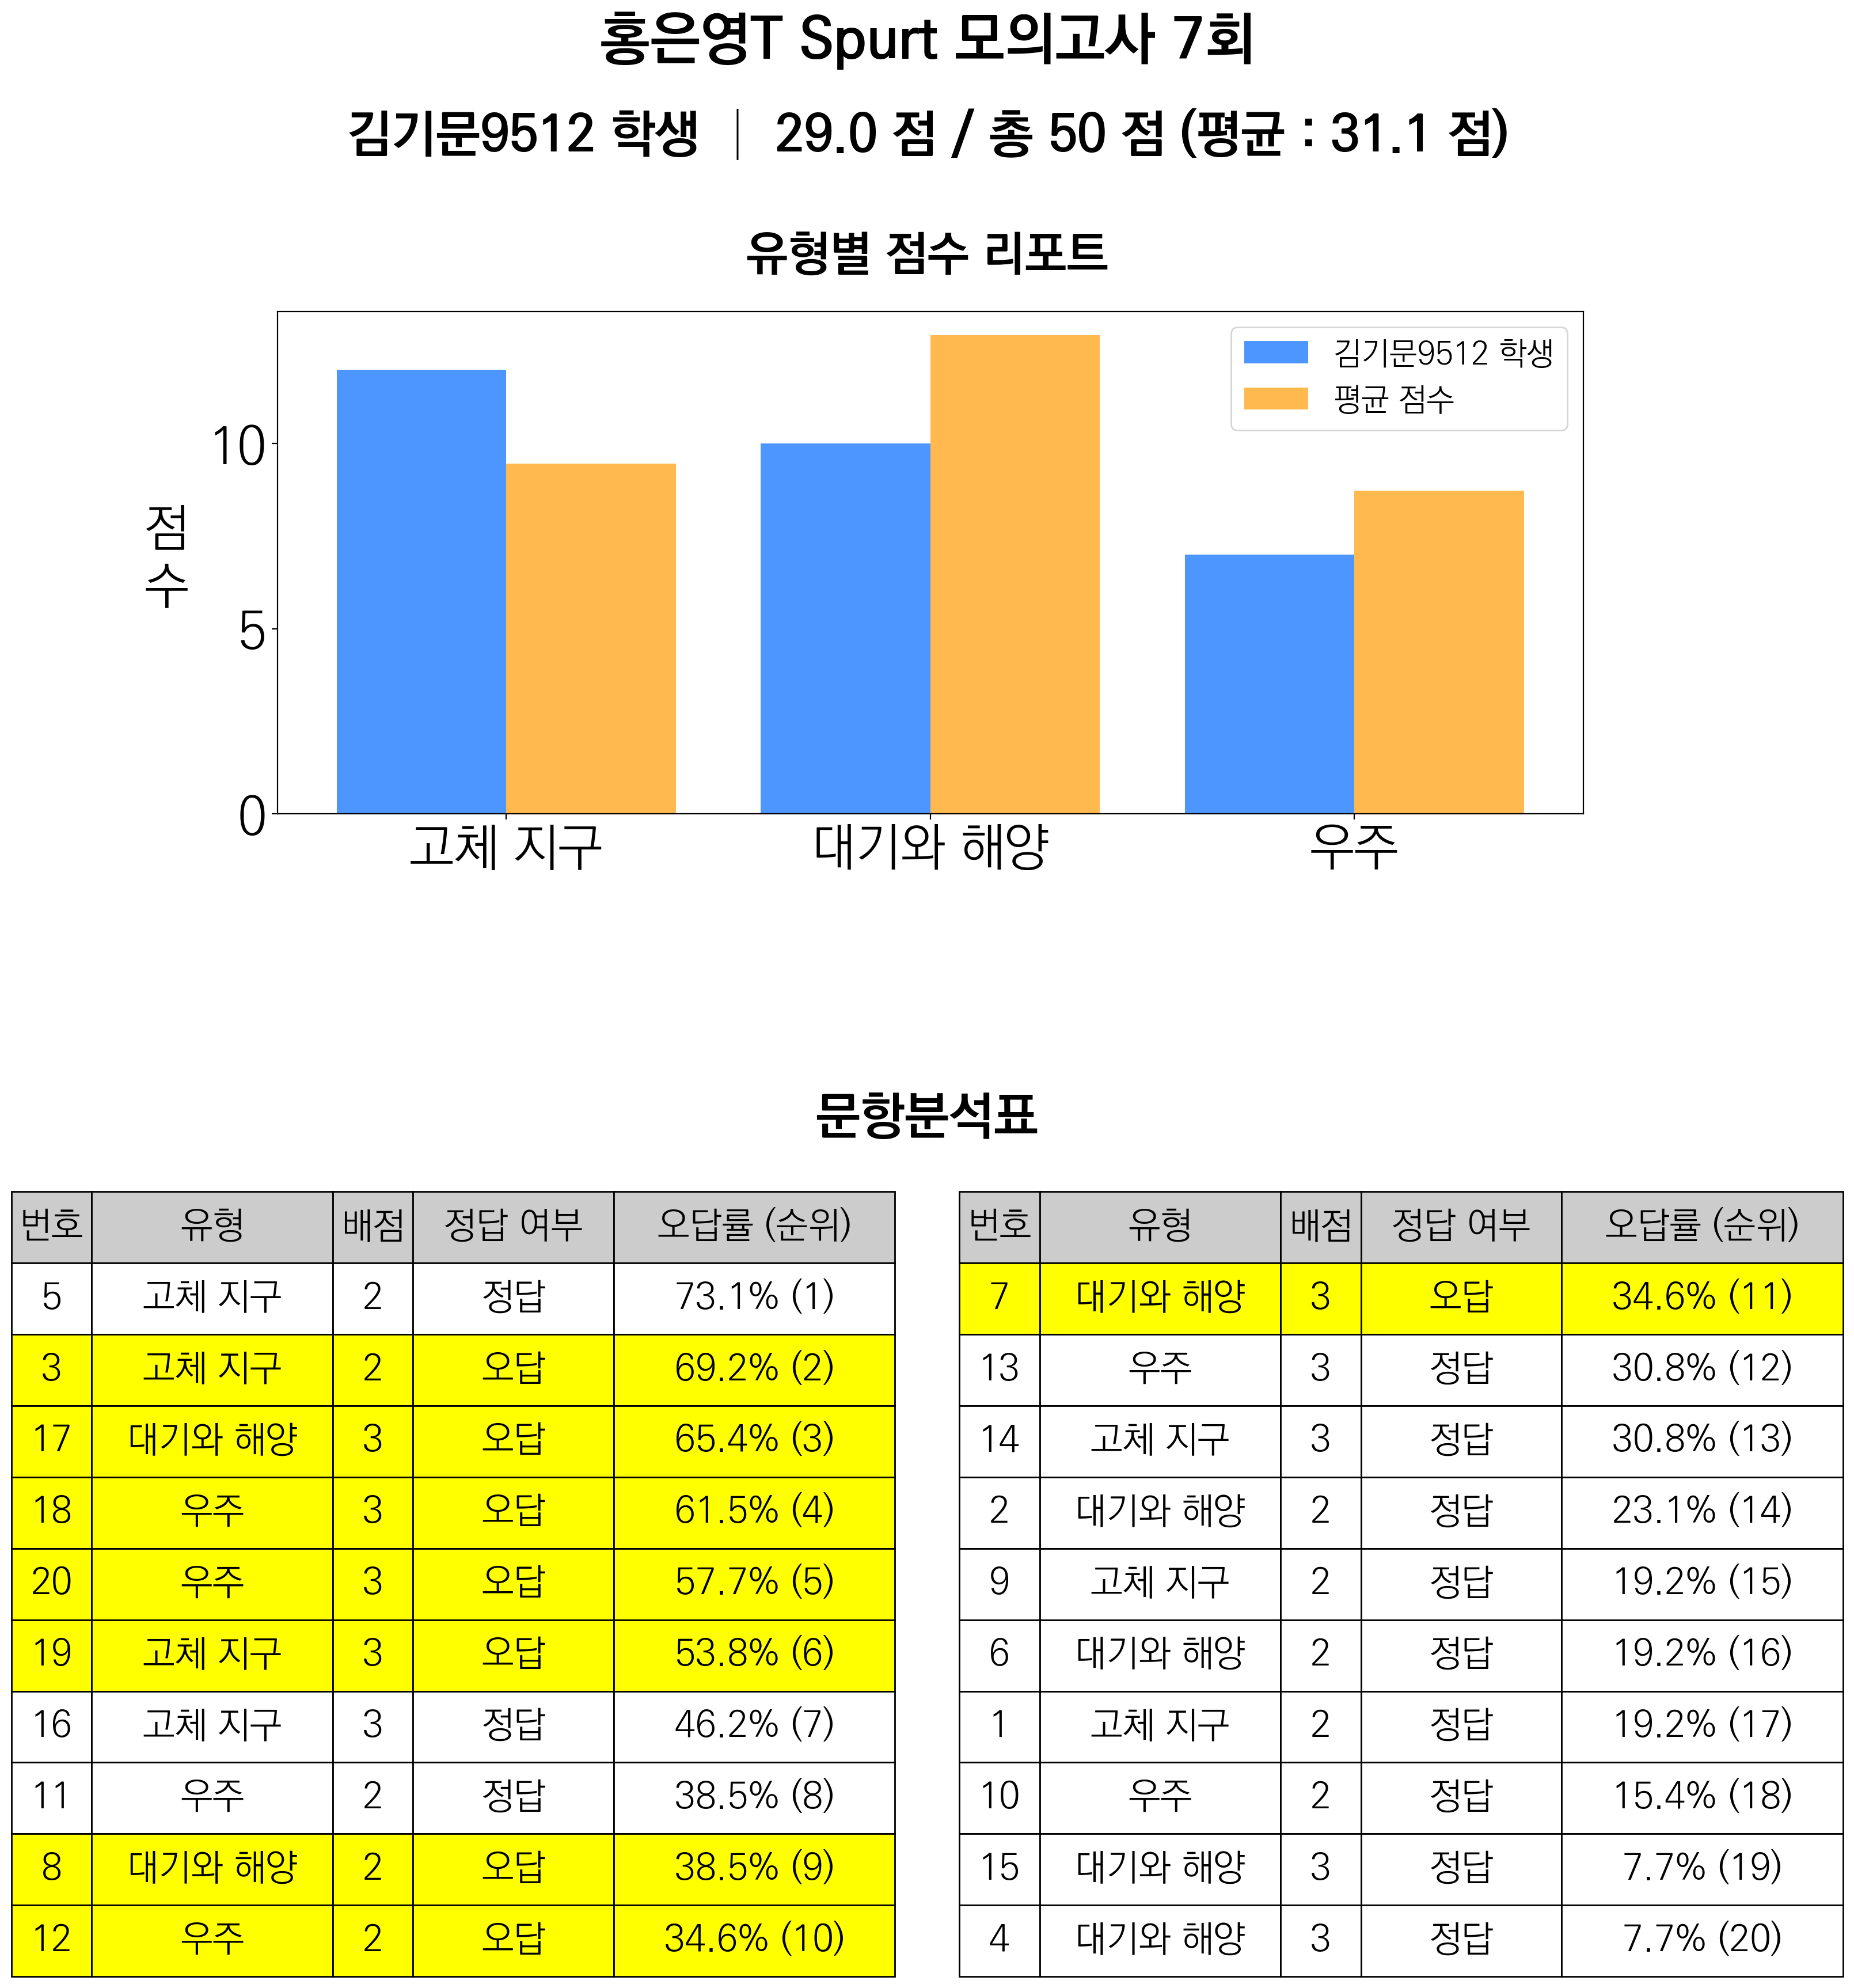 홍은영T Spurt 모의고사 7회
김기문9512 학생 | 29.0 점 / 총 50 점 (평균 : 31.1 점)
유형별 점수 리포트
김기문9512 학생
평균 점수
점
수
10
5
0
고체 지구 대기와 해양 우주
문항분석표
번호 유형 배점 정답 여부 오답률 (순위)
5 고체 지구 2 정답 73.1% (1)
3 고체 지구 2 오답 69.2% (2)
17 대기와 해양 3 오답 65.4% (3)
18 우주 3 오답 61.5% (4)
20 우주 3 오답 57.7% (5)
19 고체 지구 3 오답 53.8% (6)
16 고체 지구 3 정답 46.2% (7)
11 우주 2 정답 38.5% (8)
8 대기와 해양 2 오답 38.5% (9)
12 우주 2 오답 34.6% (10)
번호 유형 배점 정답 여부 오답률 (순위)
7 대기와 해양 3 오답 34.6% (11)
13 우주 3 정답 30.8% (12)
14 고체 지구 3 정답 30.8% (13)
2 대기와 해양 2 정답 23.1% (14)
9 고체 지구 2 정답 19.2% (15)
6 대기와 해양 2 정답 19.2% (16)
1 고체 지구 2 정답 19.2% (17)
10 우주 2 정답 15.4% (18)
15 대기와 해양 3 정답 7.7% (19)
4 대기와 해양 3 정답 7.7% (20)